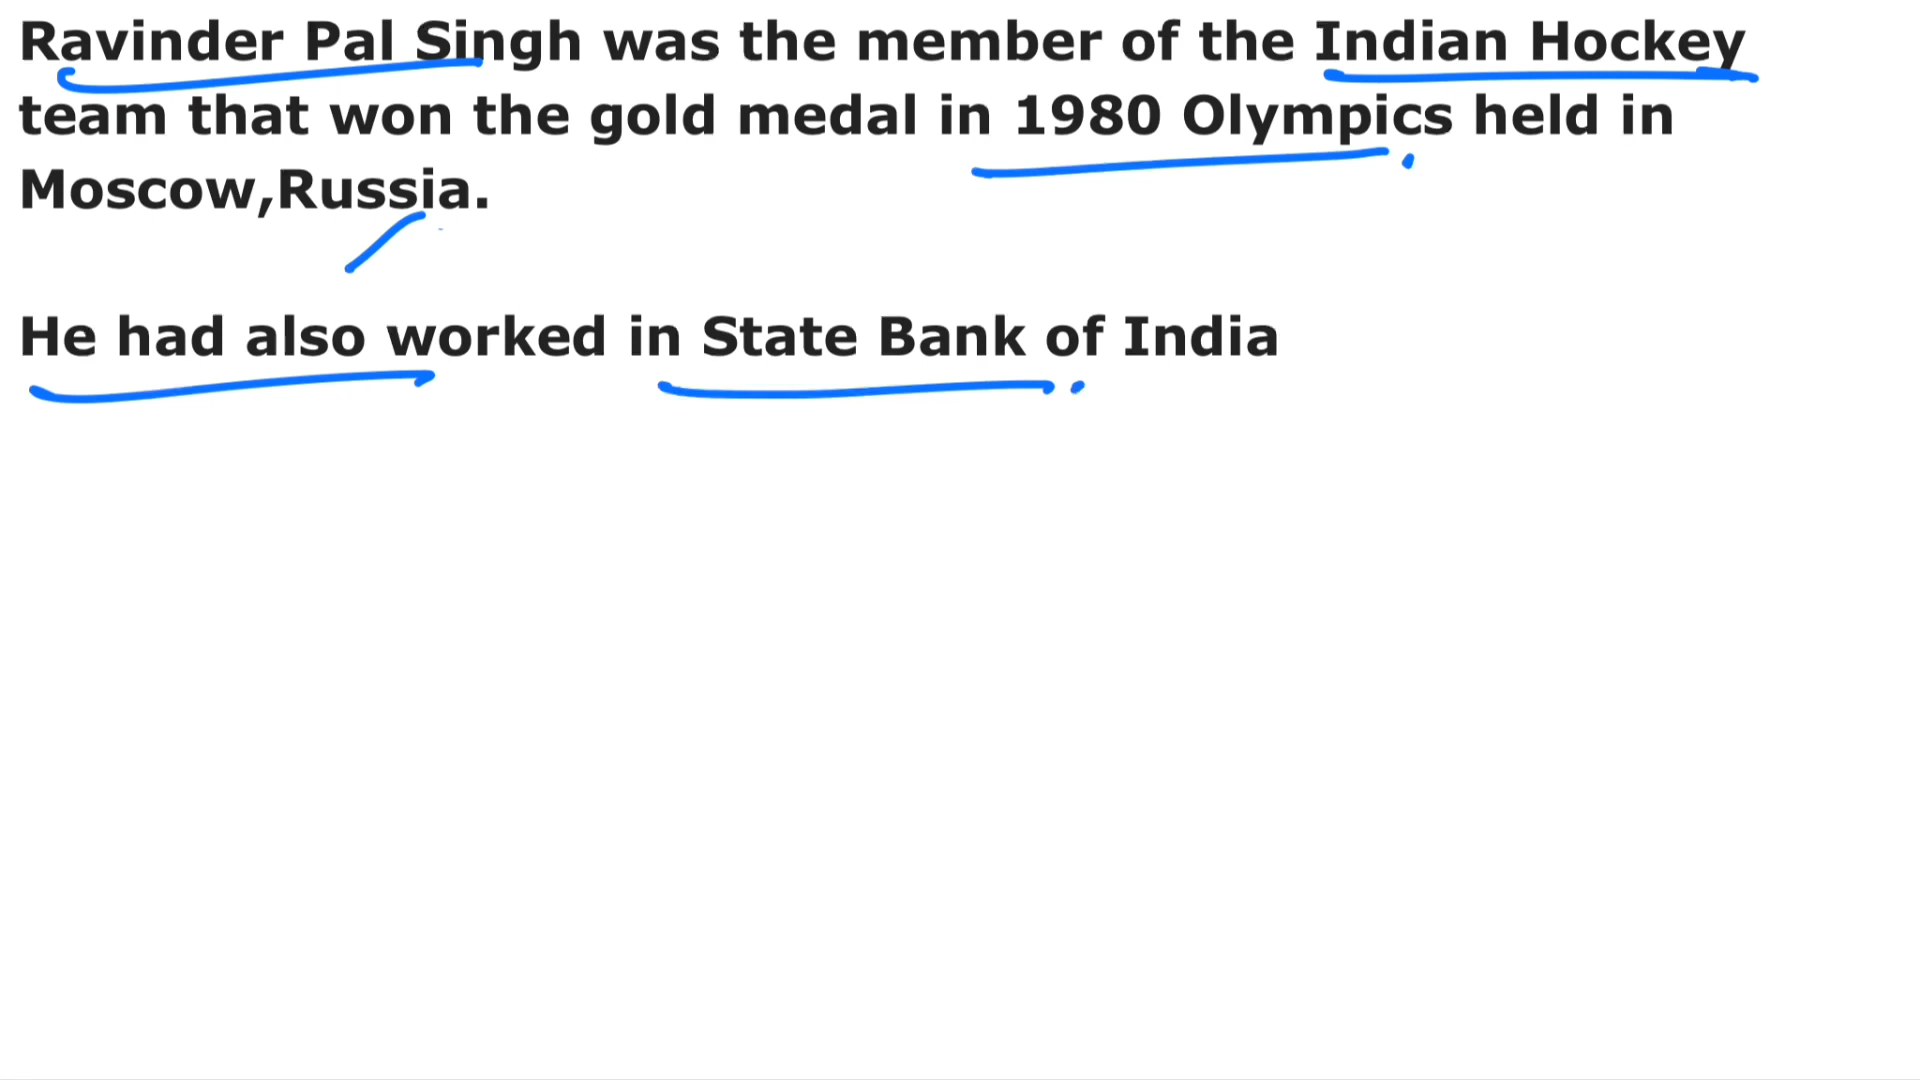 Ravinder Pal Singh was the member of the Indian Hockey
team that won the gold medal in 1980 Olympics held in
Moscow,Russia.
He had also worked in State Bank of India